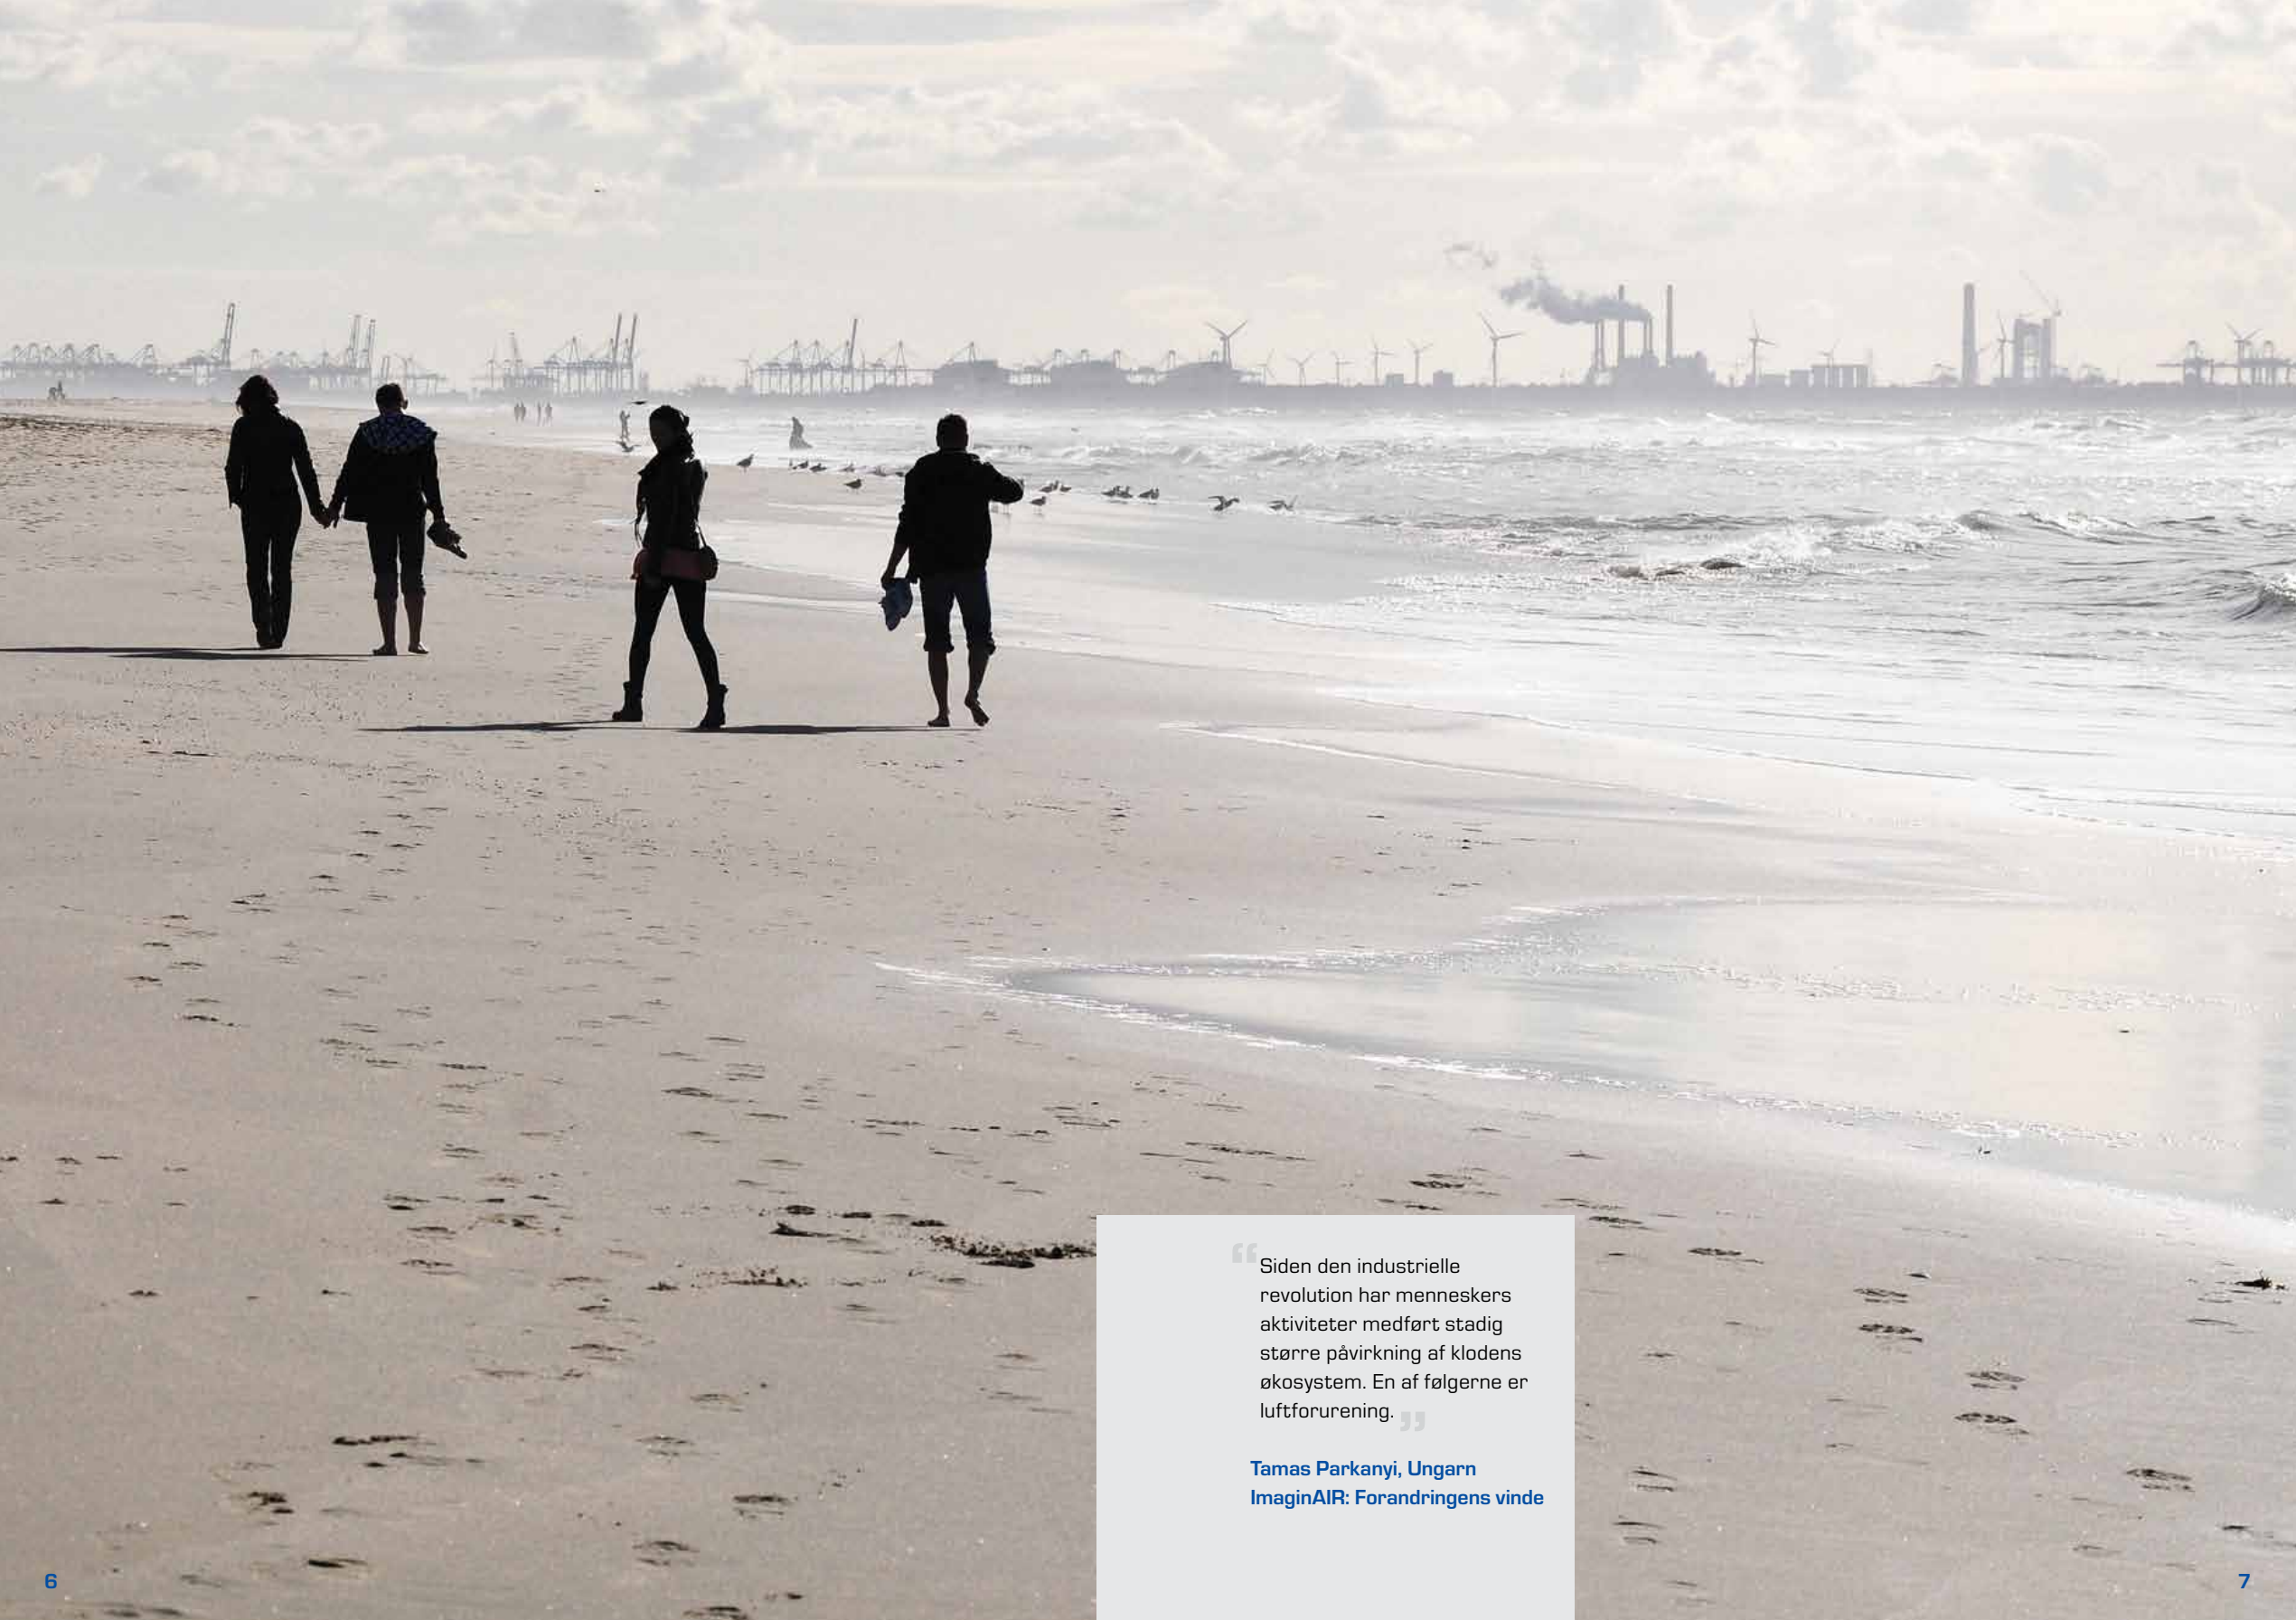 “Siden den industrielle
revolution har menneskers
aktiviteter medført stadig
større påvirkning af klodens
økosystem. En af følgerne er
luftforurening.”
Tamas Parkanyi, Ungarn
ImaginAIR: Forandringens vinde
6
7